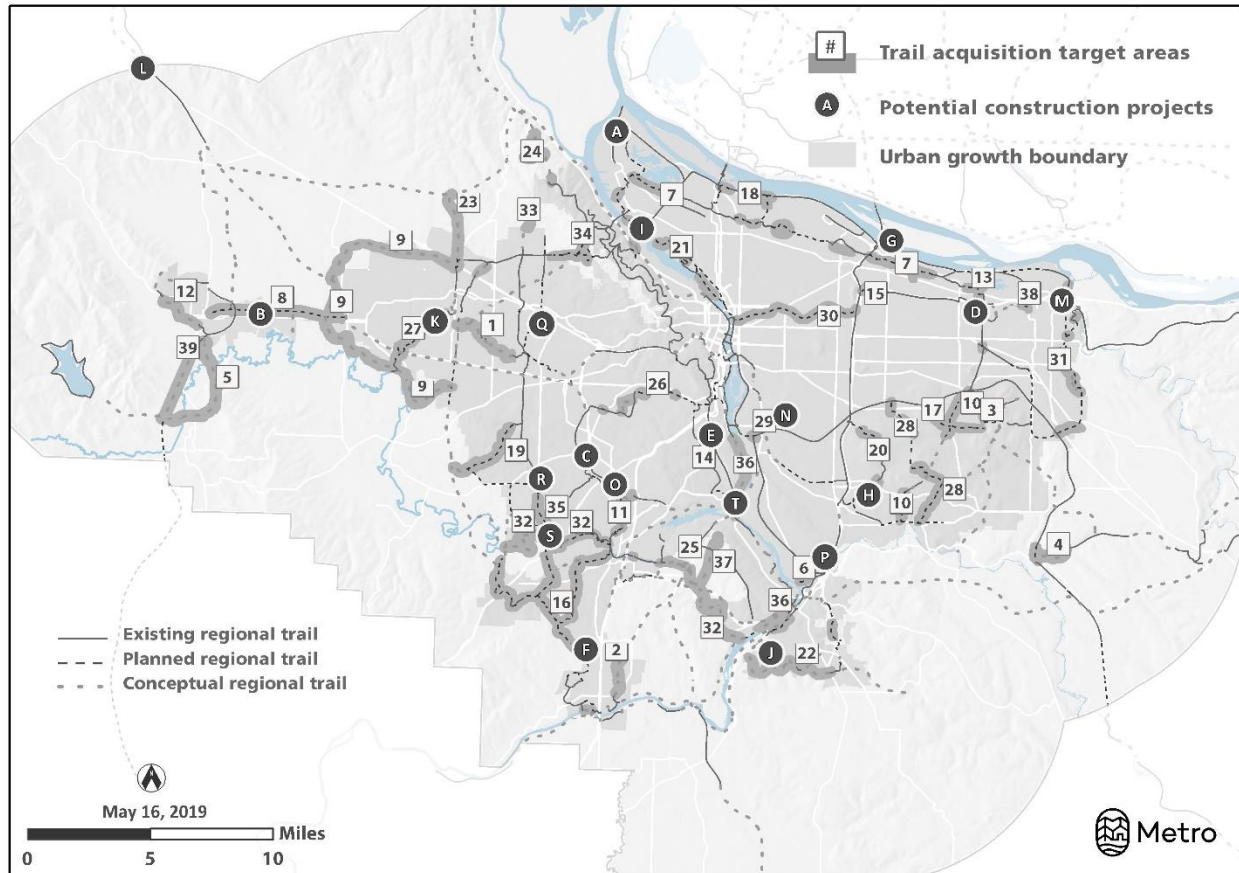 # Trail acquisition target areas
A Potential construction projects
Urban growth boundary
L
A
24
23
33
7
18
9
34
I
21
G
7
13
12
8
9
B
15
38
M
30
D
27
K
1
Q
39
5
31
9
26
10
17
3
29
N
28
E
14
36
19
C
20
R
O
H
28
10
35
11
T
32
32
S
25
4
37
6
P
16
36
32
F
2
J
22
Existing regional trail
Planned regional trail
Conceptual regional trail
N
May 16, 2019
Miles
0 5 10
Metro